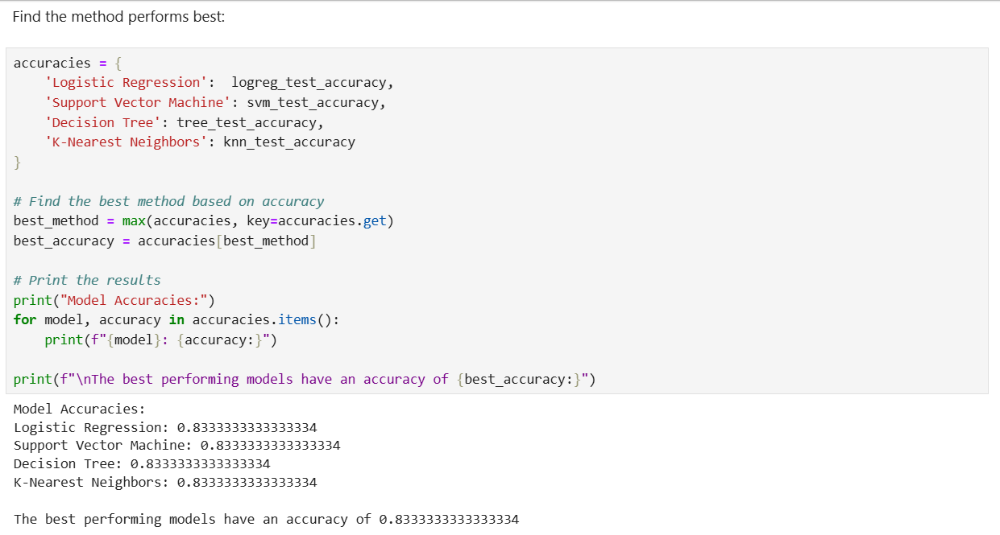 Find the method performs best:
accuracies = {
    'Logistic Regression':  logreg_test_accuracy,
    'Support Vector Machine': svm_test_accuracy,
    'Decision Tree': tree_test_accuracy,
    'K-Nearest Neighbors': knn_test_accuracy
}
# Find the best method based on accuracy
best_method = max(accuracies, key=accuracies.get)
best_accuracy = accuracies[best_method]
# Print the results
print("Model Accuracies:")
for model, accuracy in accuracies.items():
    print(f"{model}: {accuracy:}")
print(f"\nThe best performing models have an accuracy of {best_accuracy:}")
Model Accuracies:
Logistic Regression: 0.8333333333333334
Support Vector Machine: 0.8333333333333334
Decision Tree: 0.8333333333333334
K-Nearest Neighbors: 0.8333333333333334
The best performing models have an accuracy of 0.8333333333333334